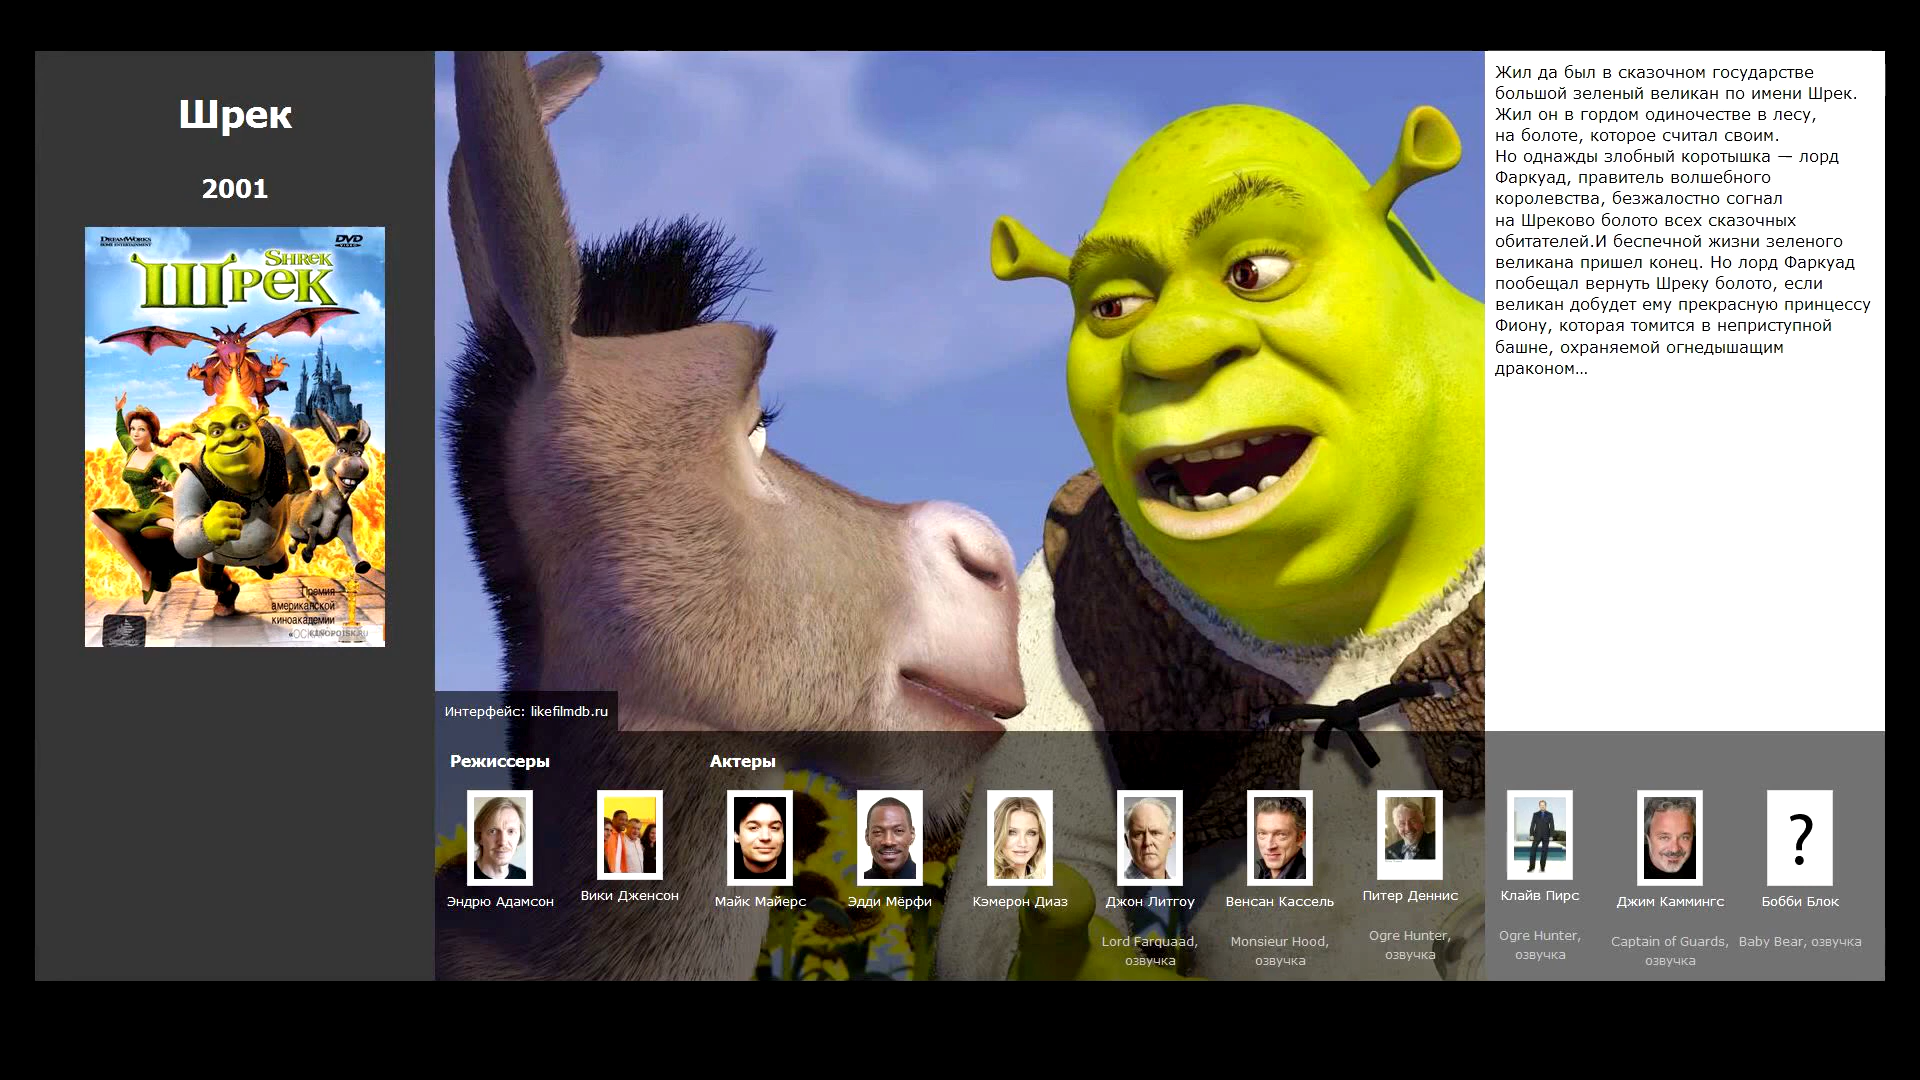 Шрек
2001
DREAMWORKS
HOME ENTERTAINMENT
DVD
VIDEO
SHREK
ШРЕК
Премия
американской
киноакадемии
KINOPOISK.RU
Жил да был в сказочном государстве
большой зеленый великан по имени Шрек.
Жил он в гордом одиночестве в лесу,
на болоте, которое считал своим.
Но однажды злобный коротышка — лорд
Фаркуад, правитель волшебного
королевства, безжалостно согнал
на Шреково болото всех сказочных
обитателей.И беспечной жизни зеленого
великана пришел конец. Но лорд Фаркуад
пообещал вернуть Шреку болото, если
великан добудет ему прекрасную принцессу
Фиону, которая томится в неприступной
башне, охраняемой огнедышащим
драконом...
Интерфейс: likefilmdb.ru
Режиссеры
Актеры
?
Эндрю Адамсон
Вики Дженсон
Майк Майерс
Эдди Мёрфи
Кэмерон Диаз
Джон Литгоу
Венсан Кассель
Питер Деннис
Клайв Пирс
Джим Каммингс
Бобби Блок
Lord Farquaad,
озвучка
Monsieur Hood,
озвучка
Ogre Hunter,
озвучка
Ogre Hunter,
озвучка
Captain of Guards,
озвучка
Baby Bear, озвучка